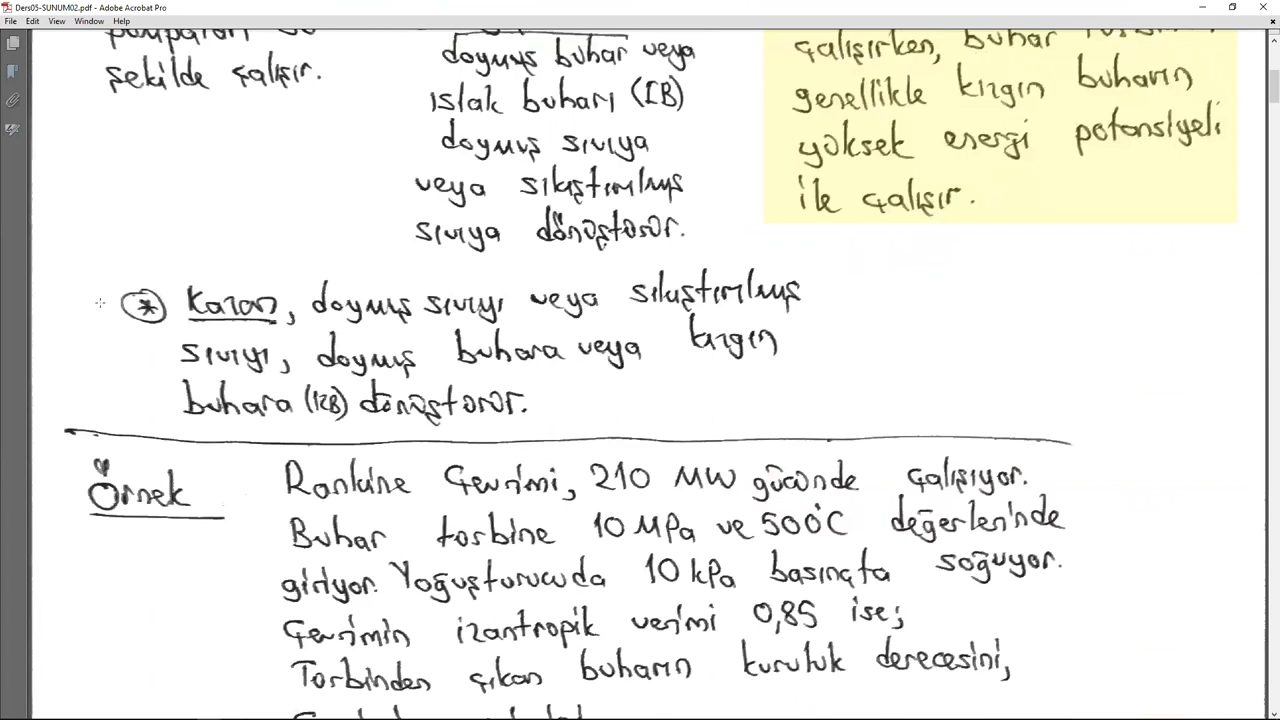 Ders05-SUNUM02.pdf - Adobe Acrobat Pro
File Edit View Window Help
şekilde çalışır.
doymuş buhar veya
ıslak buharı (IB)
doymuş sıvıya
veya sıkıştırılmış
sıvıya dönüştürür.
çalışırken, buhar
genellikle kızgın buharın
yüksek enerji potansiyeli
ile çalışır.
* Kazan, doymuş sıvıyı veya sıkıştırılmış
sıvıyı, doymuş buhara veya kızgın
buhara (KB) dönüştürür.
Örnek
Rankine Çevrimi, 210 MW gücünde çalışıyor.
Buhar türbine 10 MPa ve 500°C değerlerinde
giriyor. Yoğuşturucuda 10 kPa basınçta soğuyor.
Çevrimin izantropik verimi 0,85 ise;
Türbinden çıkan buharın kuruluk derecesini,